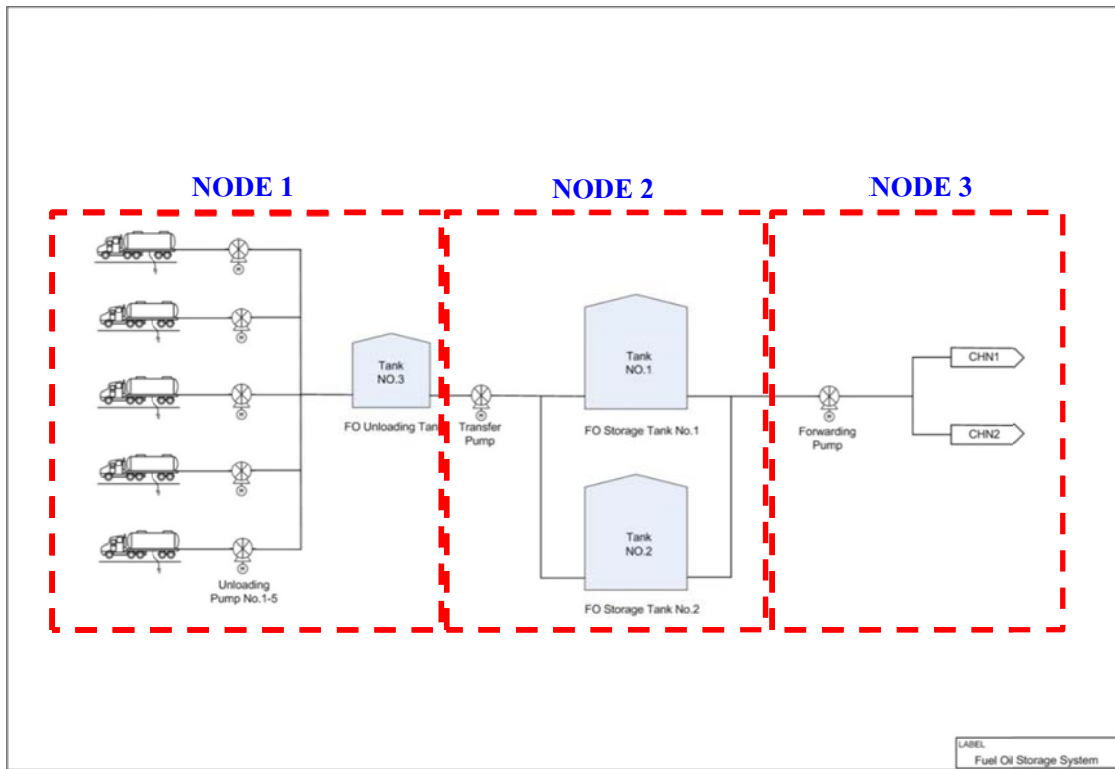 NODE 1
NODE 2
NODE 3
Tank
NO.3
FO Unloading Tan
Unloading
Pump No.1-5
Transfer
Pump
Tank
NO.1
FO Storage Tank No.1
Tank
NO.2
FO Storage Tank No.2
Forwarding
Pump
CHN1
CHN2
LABEL
Fuel Oil Storage System